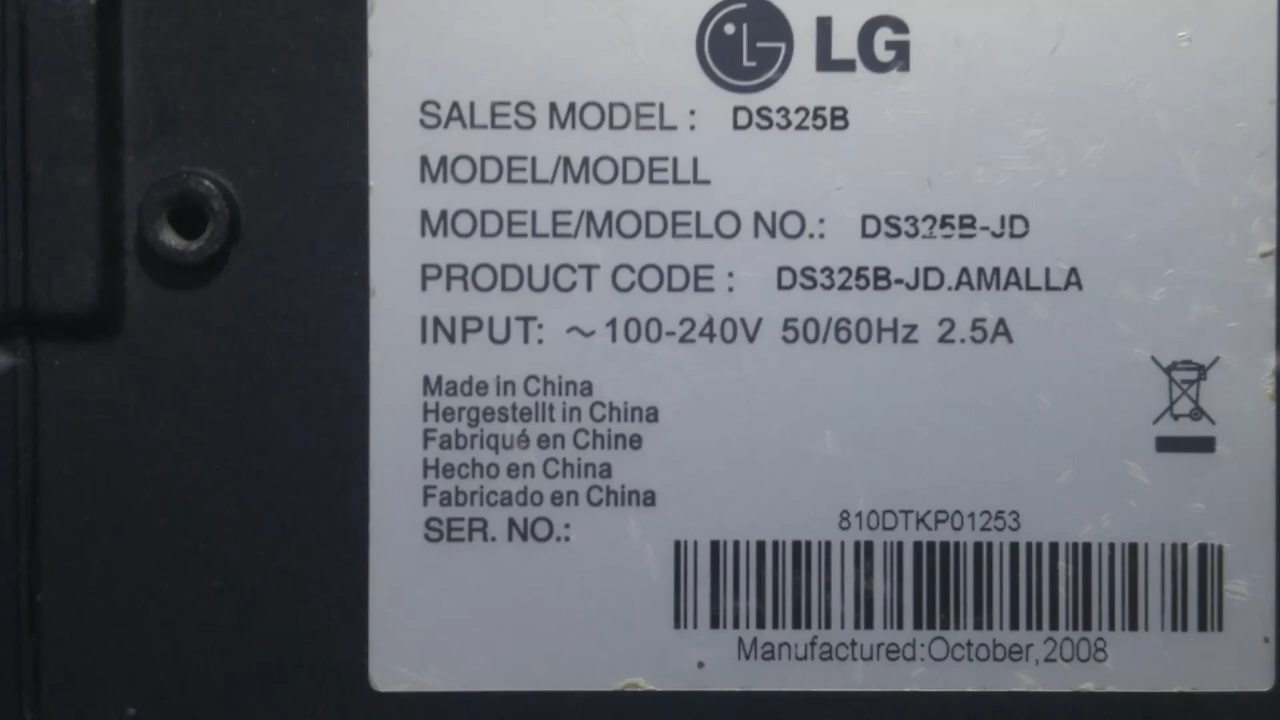 LG
SALES MODEL : DS325B
MODEL/MODELL
MODELE/MODELO NO.: DS325B-JD
PRODUCT CODE : DS325B-JD.AMALLA
INPUT: ～100-240V 50/60Hz 2.5A
Made in China
Hergestellt in China
Fabriqué en Chine
Hecho en China
Fabricado en China
SER. NO.:
810DTKP01253
Manufactured:October,2008